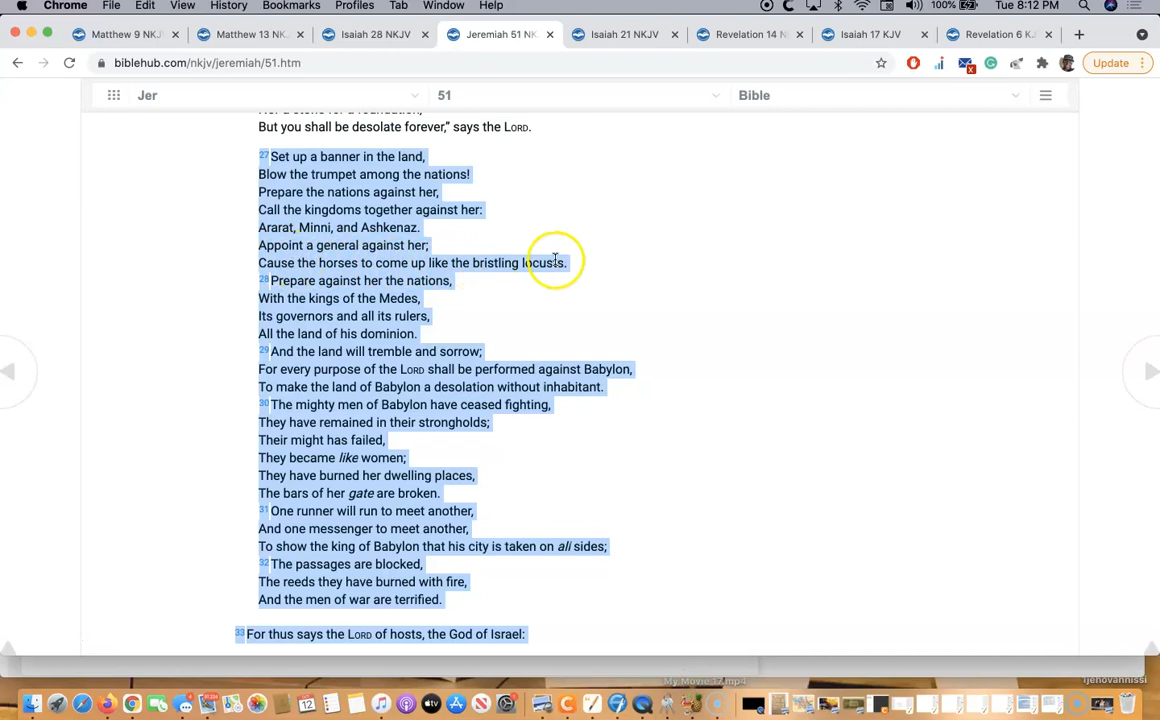 Chrome File Edit View History Bookmarks Profiles Tab Window Help 100% Tue 8:12 PM
Matthew 9 NKJV Matthew 13 NKJV Isaiah 28 NKJV Jeremiah 51 NKJV Isaiah 21 NKJV Revelation 14 N Isaiah 17 KJV Revelation 6 KJ
biblehub.com/nkjv/jeremiah/51.htm Update
Jer 51 Bible
But you shall be desolate forever,” says the LORD.
27 Set up a banner in the land,
Blow the trumpet among the nations!
Prepare the nations against her,
Call the kingdoms together against her:
Ararat, Minni, and Ashkenaz.
Appoint a general against her;
Cause the horses to come up like the bristling locusts.
28 Prepare against her the nations,
With the kings of the Medes,
Its governors and all its rulers,
All the land of his dominion.
29 And the land will tremble and sorrow;
For every purpose of the LORD shall be performed against Babylon,
To make the land of Babylon a desolation without inhabitant.
30 The mighty men of Babylon have ceased fighting,
They have remained in their strongholds;
Their might has failed,
They became like women;
They have burned her dwelling places,
The bars of her gate are broken.
31 One runner will run to meet another,
And one messenger to meet another,
To show the king of Babylon that his city is taken on all sides;
32 The passages are blocked,
The reeds they have burned with fire,
And the men of war are terrified.
33 For thus says the LORD of hosts, the God of Israel:
My Movie 17.mp4